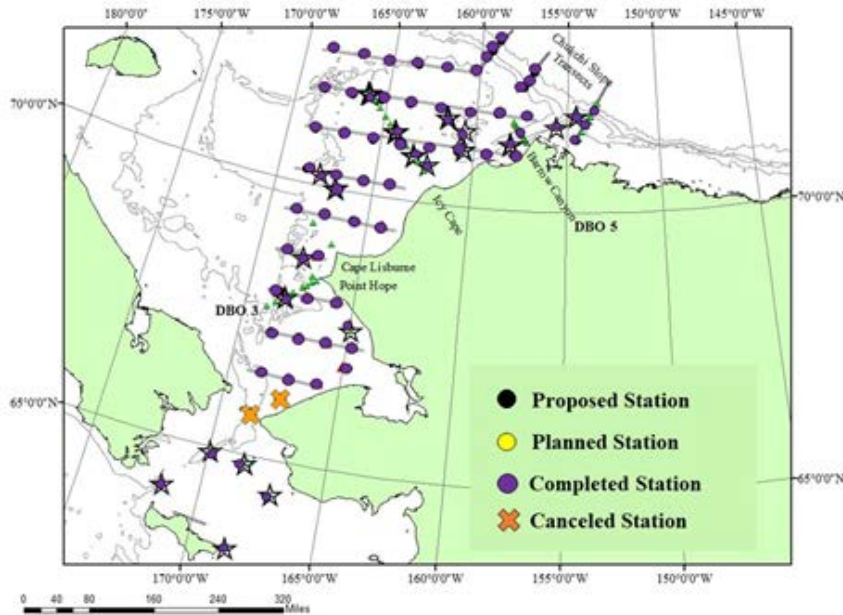 180°0'0"W 175°0'0"W 170°0'0"W 165°0'0"W 160°0'0"W 155°0'0"W 150°0'0"W 145°0'0"W
Chukchi Slope
Transects
70°0'0"N
Barrow Canyon
70°0'0"N
Icy Cape
DBO 5
Cape Lisburne
Point Hope
DBO 3
65°0'0"N
Proposed Station
Planned Station
Completed Station
Canceled Station
65°0'0"N
170°0'0"W 165°0'0"W 160°0'0"W 155°0'0"W 150°0'0"W
0 40 80 160 240 320
Miles